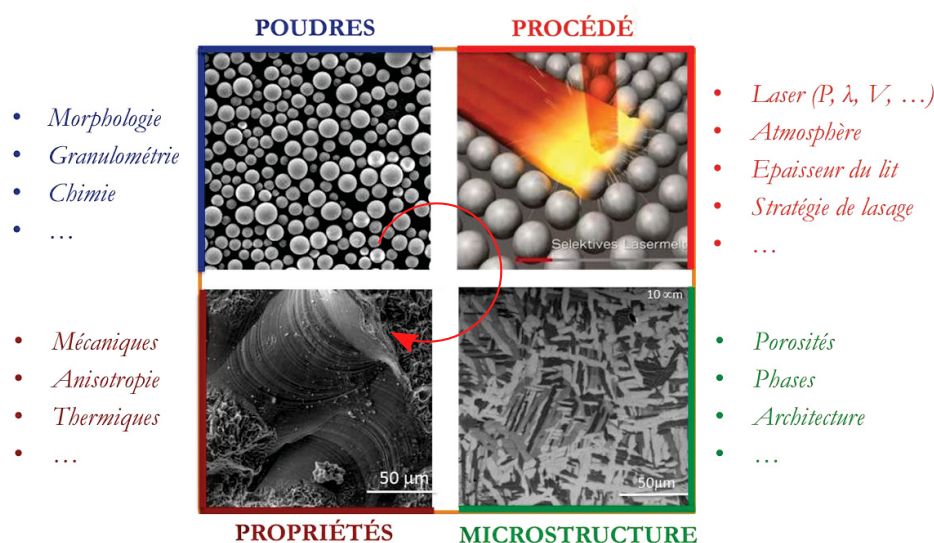 POUDRES
PROCÉDÉ
• Morphologie
• Granulométrie
• Chimie
• …
• Laser (P, λ, V, …)
• Atmosphère
• Epaisseur du lit
• Stratégie de lasage
• …
Selektives Lasermelt
10 ∝m
• Mécaniques
• Anisotropie
• Thermiques
• …
• Porosités
• Phases
• Architecture
• …
50 µm
50µm
PROPRIÉTÉS
MICROSTRUCTURE